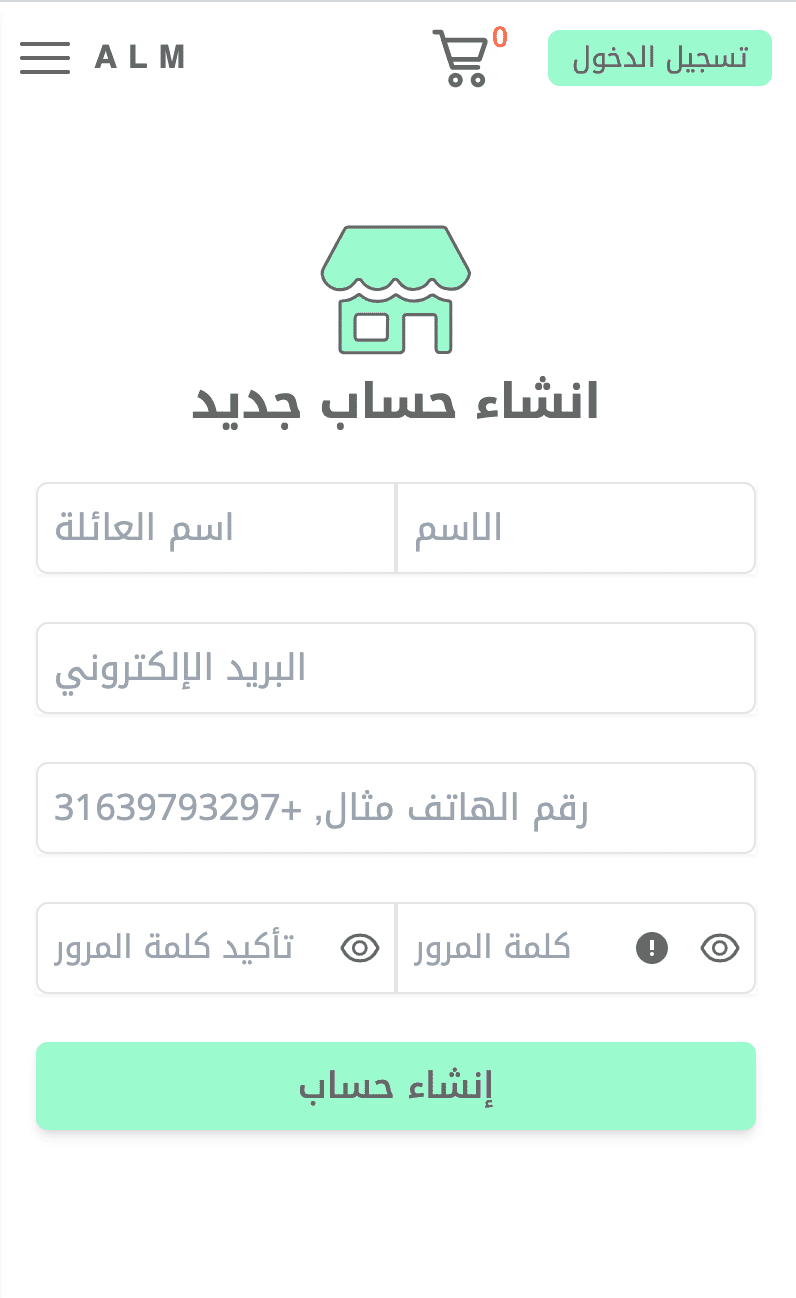 ALM
0
تسجيل الدخول
انشاء حساب جديد
الاسم
اسم العائلة
البريد الإلكتروني
رقم الهاتف مثال, +31639793297
كلمة المرور
تأكيد كلمة المرور
إنشاء حساب